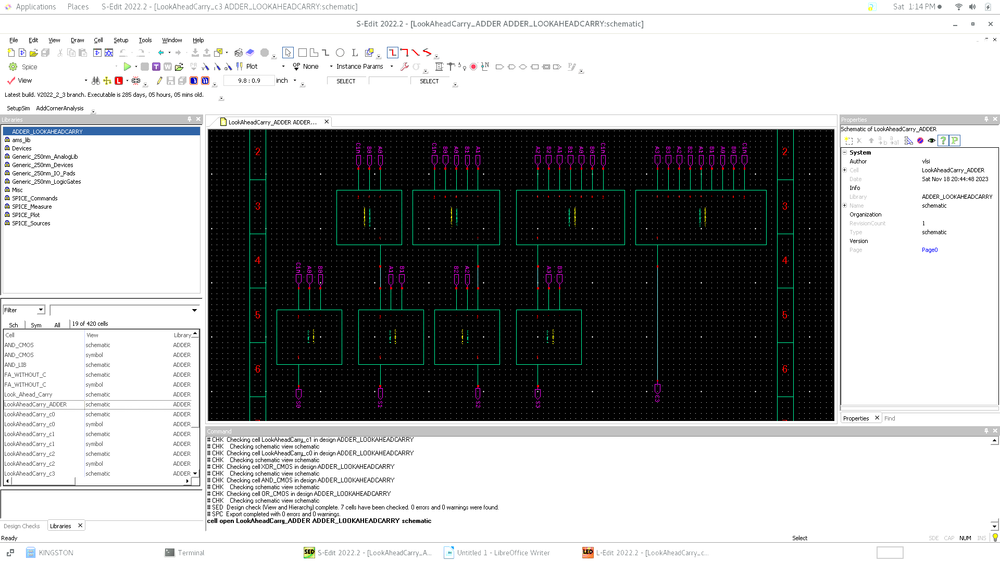 Applications Places S-Edit 2022.2 - [LookAheadCarry_c3 ADDER_LOOKAHEADCARRY:schematic] Sat 1:14 PM
S-Edit 2022.2 - [LookAheadCarry_ADDER ADDER_LOOKAHEADCARRY:schematic]
File Edit View Draw Cell Setup Tools Window Help
Spice T W PR Plot OP None Instance Params
View L 9.8 : 0.9 inch SELECT SELECT
Latest build. V2022_2_3 branch. Executable is 285 days, 05 hours, 05 mins old.
SetupSim AddCornerAnalysis
Libraries
ADDER_LOOKAHEADCARRY
ams_lib
Devices
Generic_250nm_AnalogLib
Generic_250nm_Devices
Generic_250nm_IO_Pads
Generic_250nm_LogicGates
Misc
SPICE_Commands
SPICE_Measure
SPICE_Plot
SPICE_Sources
Filter
Sch Sym All 19 of 420 cells
Cell View Library
AND_CMOS schematic ADDER
AND_CMOS symbol ADDER
AND_LIB schematic ADDER
FA_WITHOUT_C schematic ADDER
FA_WITHOUT_C symbol ADDER
Look_Ahead_Carry schematic ADDER
LookAheadCarry_ADDER schematic ADDER
LookAheadCarry_c0 schematic ADDER
LookAheadCarry_c0 symbol ADDER
LookAheadCarry_c1 schematic ADDER
LookAheadCarry_c1 symbol ADDER
LookAheadCarry_c2 schematic ADDER
LookAheadCarry_c2 symbol ADDER
LookAheadCarry_c3 schematic ADDER
Design Checks Libraries
LookAheadCarry_ADDER ADDER...
2 Cin B0 A0 Cin B0 A0 B1 A1 A2 B2 A1 B1 A0 B0 Cin A3 B3 A2 B2 A1 B1 A0 B0 Cin 2
3 3
4 4
Cin A0 B0 A1 B1 B2 A2 A3 B3
5 5
6 6
S0 S1 S2 S3
Properties
Schematic of LookAheadCarry_ADDER
System
Author vlsi
Cell LookAheadCarry_ADDER
Date Sat Nov 18 20:44:48 2023
Info
Library ADDER_LOOKAHEADCARRY
Name schematic
Organization
RevisionCount 1
Type schematic
Version
Page Page0
Properties Find
Command
# CHK Checking cell LookAheadCarry_c1 in design ADDER_LOOKAHEADCARRY
# CHK Checking schematic view schematic
# CHK Checking cell LookAheadCarry_c0 in design ADDER_LOOKAHEADCARRY
# CHK Checking schematic view schematic
# CHK Checking cell XOR_CMOS in design ADDER_LOOKAHEADCARRY
# CHK Checking schematic view schematic
# CHK Checking cell AND_CMOS in design ADDER_LOOKAHEADCARRY
# CHK Checking schematic view schematic
# CHK Checking cell OR_CMOS in design ADDER_LOOKAHEADCARRY
# CHK Checking schematic view schematic
# SED Design check (View and Hierarchy) complete. 7 cells have been checked. 0 errors and 0 warnings were found.
# SPC Export completed with 0 errors and 0 warnings.
cell open LookAheadCarry_ADDER ADDER_LOOKAHEADCARRY schematic
Ready Select SDE CAP NUM INS
KINGSTON Terminal SED S-Edit 2022.2 - [LookAheadCarry_A... Untitled 1 - LibreOffice Writer LED L-Edit 2022.2 - [LookAheadCarry_c...